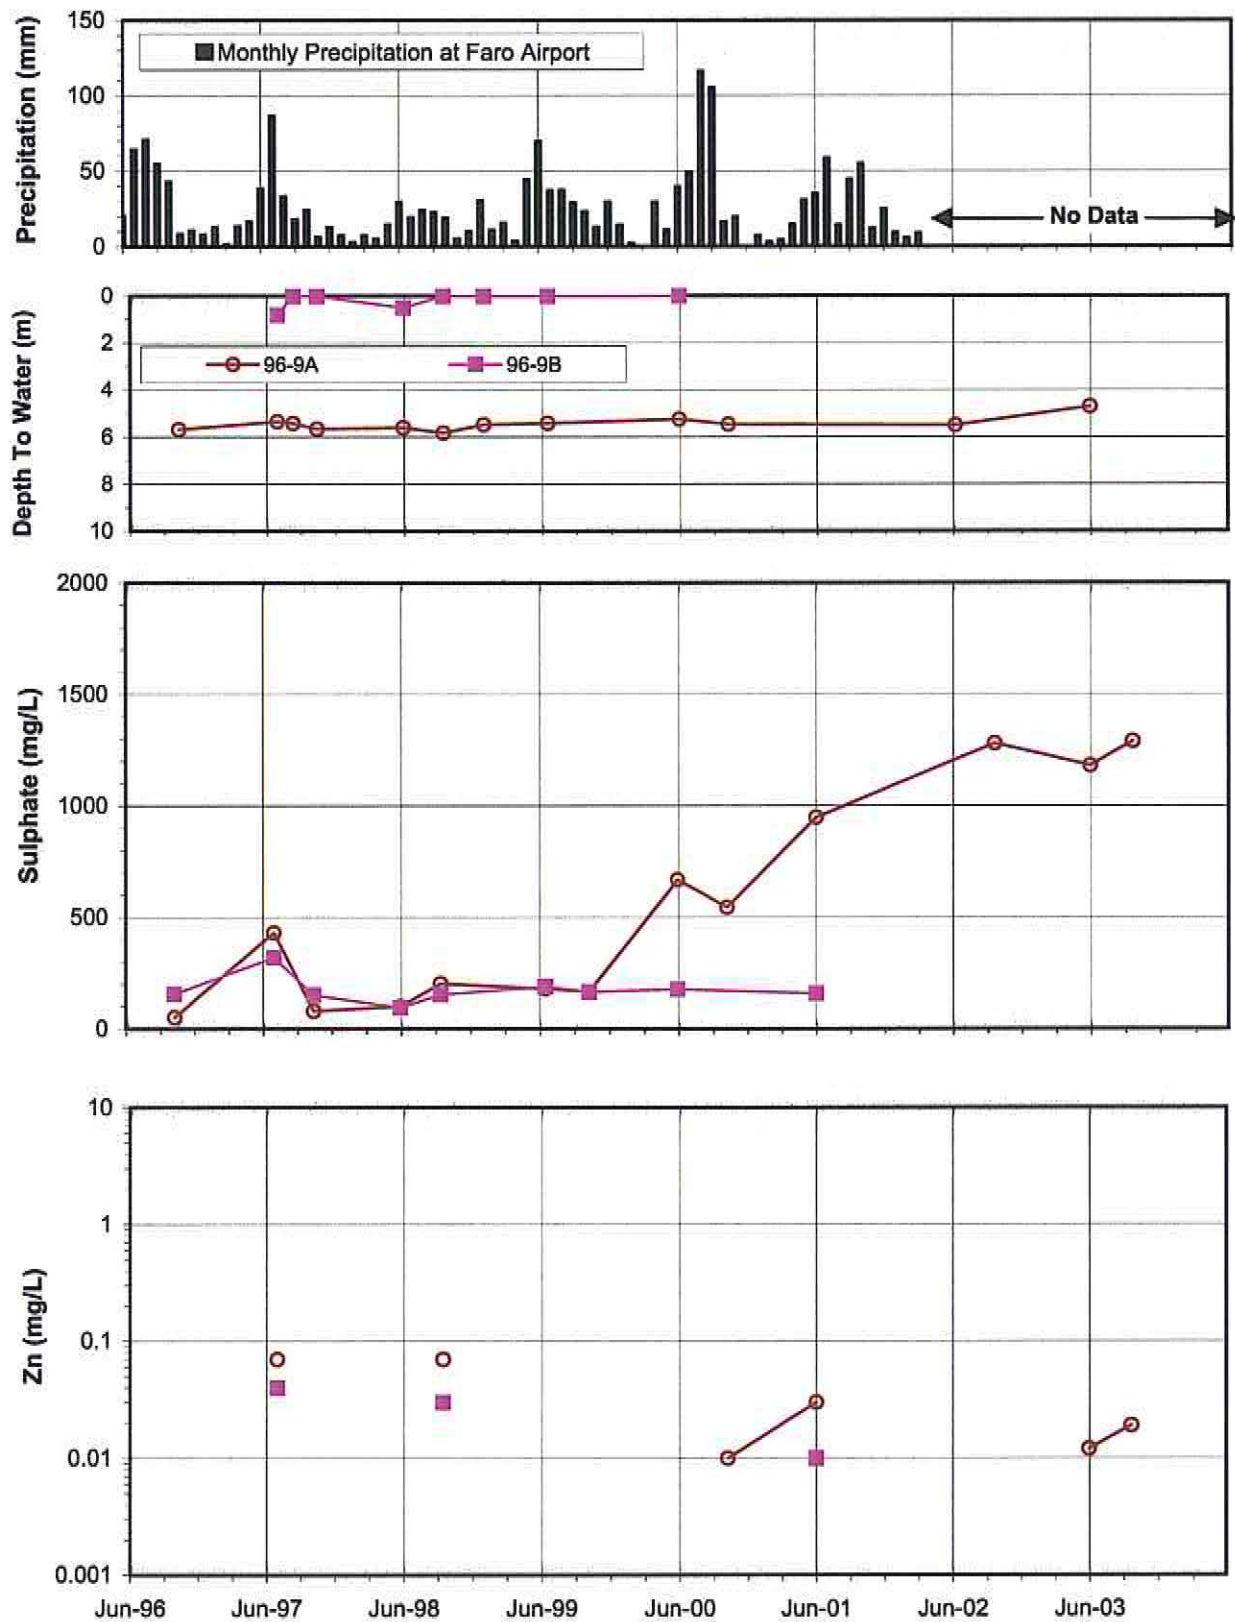 Precipitation (mm)
150
100
50
0
Monthly Precipitation at Faro Airport
No Data
Depth To Water (m)
0
2
4
6
8
10
96-9A
96-9B
Sulphate (mg/L)
2000
1500
1000
500
0
Zn (mg/L)
10
1
0.1
0.01
0.001
Jun-96 Jun-97 Jun-98 Jun-99 Jun-00 Jun-01 Jun-02 Jun-03